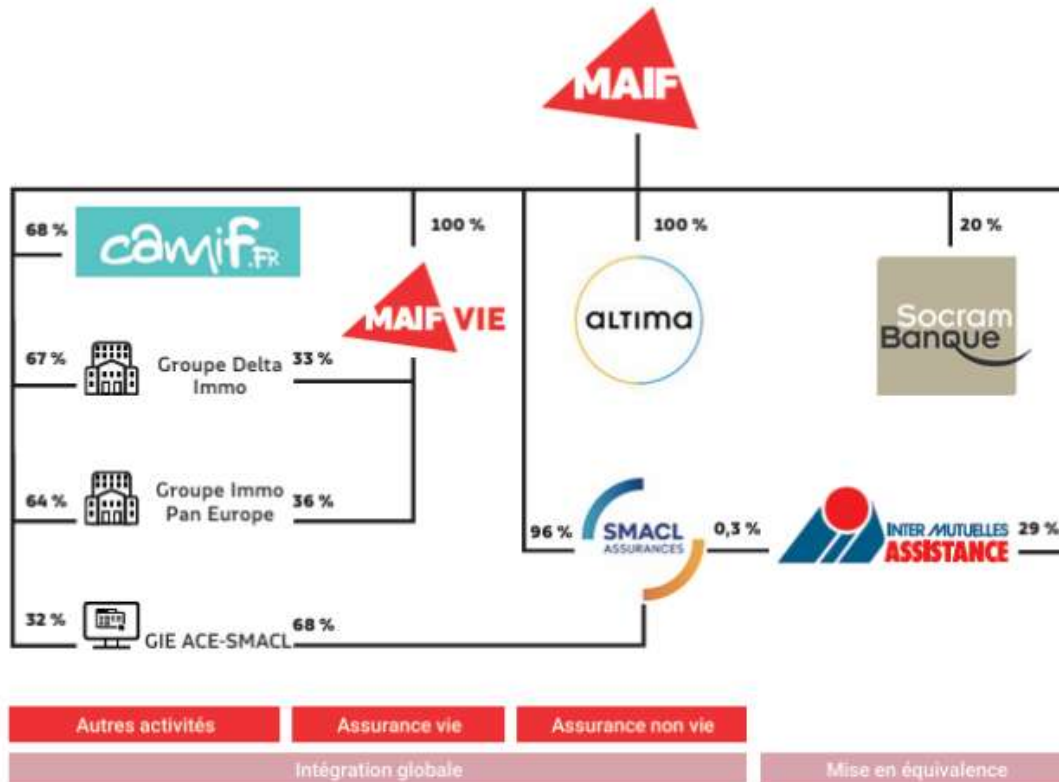 MAIF
68 %
camif.FR
100 %
100 %
20 %
MAIF VIE
ALTIMA
Socram
Banque
67 %
Groupe Delta
Immo
33 %
64 %
Groupe Immo
Pan Europe
36 %
96 %
SMACL
ASSURANCES
0,3 %
INTER MUTUELLES
ASSISTANCE
29 %
32 %
GIE ACE-SMACL
68 %
Autres activités
Assurance vie
Assurance non vie
Intégration globale
Mise en équivalence